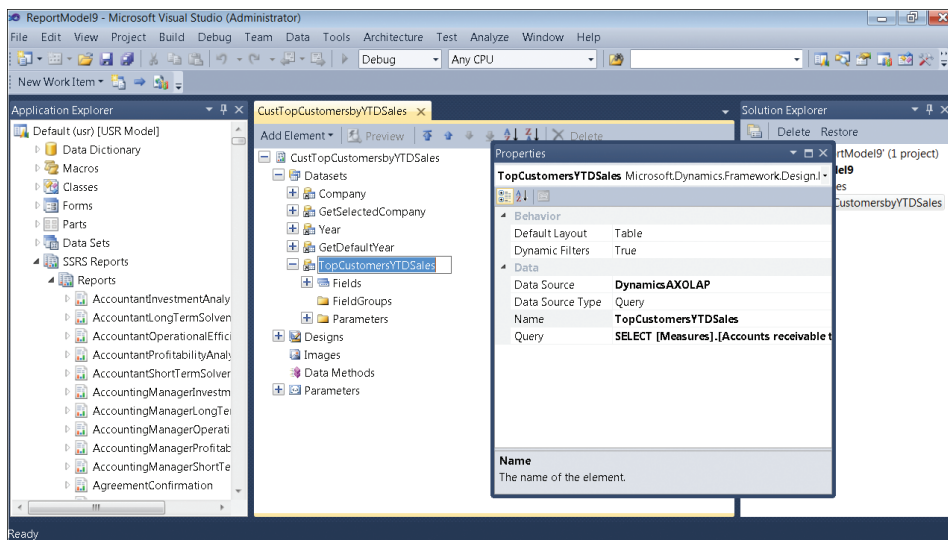 ReportModel9 - Microsoft Visual Studio (Administrator)
File Edit View Project Build Debug Team Data Tools Architecture Test Analyze Window Help
Debug Any CPU
New Work Item
Application Explorer
Default (usr) [USR Model]
Data Dictionary
Macros
Classes
Forms
Parts
Data Sets
SSRS Reports
Reports
AccountantInvestmentAnaly
AccountantLongTermSolven
AccountantOperationalEffici
AccountantProfitabilityAnaly
AccountantShortTermSolver
AccountingManagerInvestm
AccountingManagerLongTe
AccountingManagerOperati
AccountingManagerProfitab
AccountingManagerShortTe
AgreementConfirmation
CustTopCustomersbyYTDSales
Add Element Preview Delete
CustTopCustomersbyYTDSales
Datasets
Company
GetSelectedCompany
Year
GetDefaultYear
TopCustomersYTDSales
Fields
FieldGroups
Parameters
Designs
Images
Data Methods
Parameters
Properties
TopCustomersYTDSales Microsoft.Dynamics.Framework.Design.
Behavior
Default Layout Table
Dynamic Filters True
Data
Data Source DynamicsAXOLAP
Data Source Type Query
Name TopCustomersYTDSales
Query SELECT [Measures].[Accounts receivable t
Name
The name of the element.
Solution Explorer
Delete Restore
rtModel9' (1 project)
lel9
es
CustomersbyYTDSales
Ready